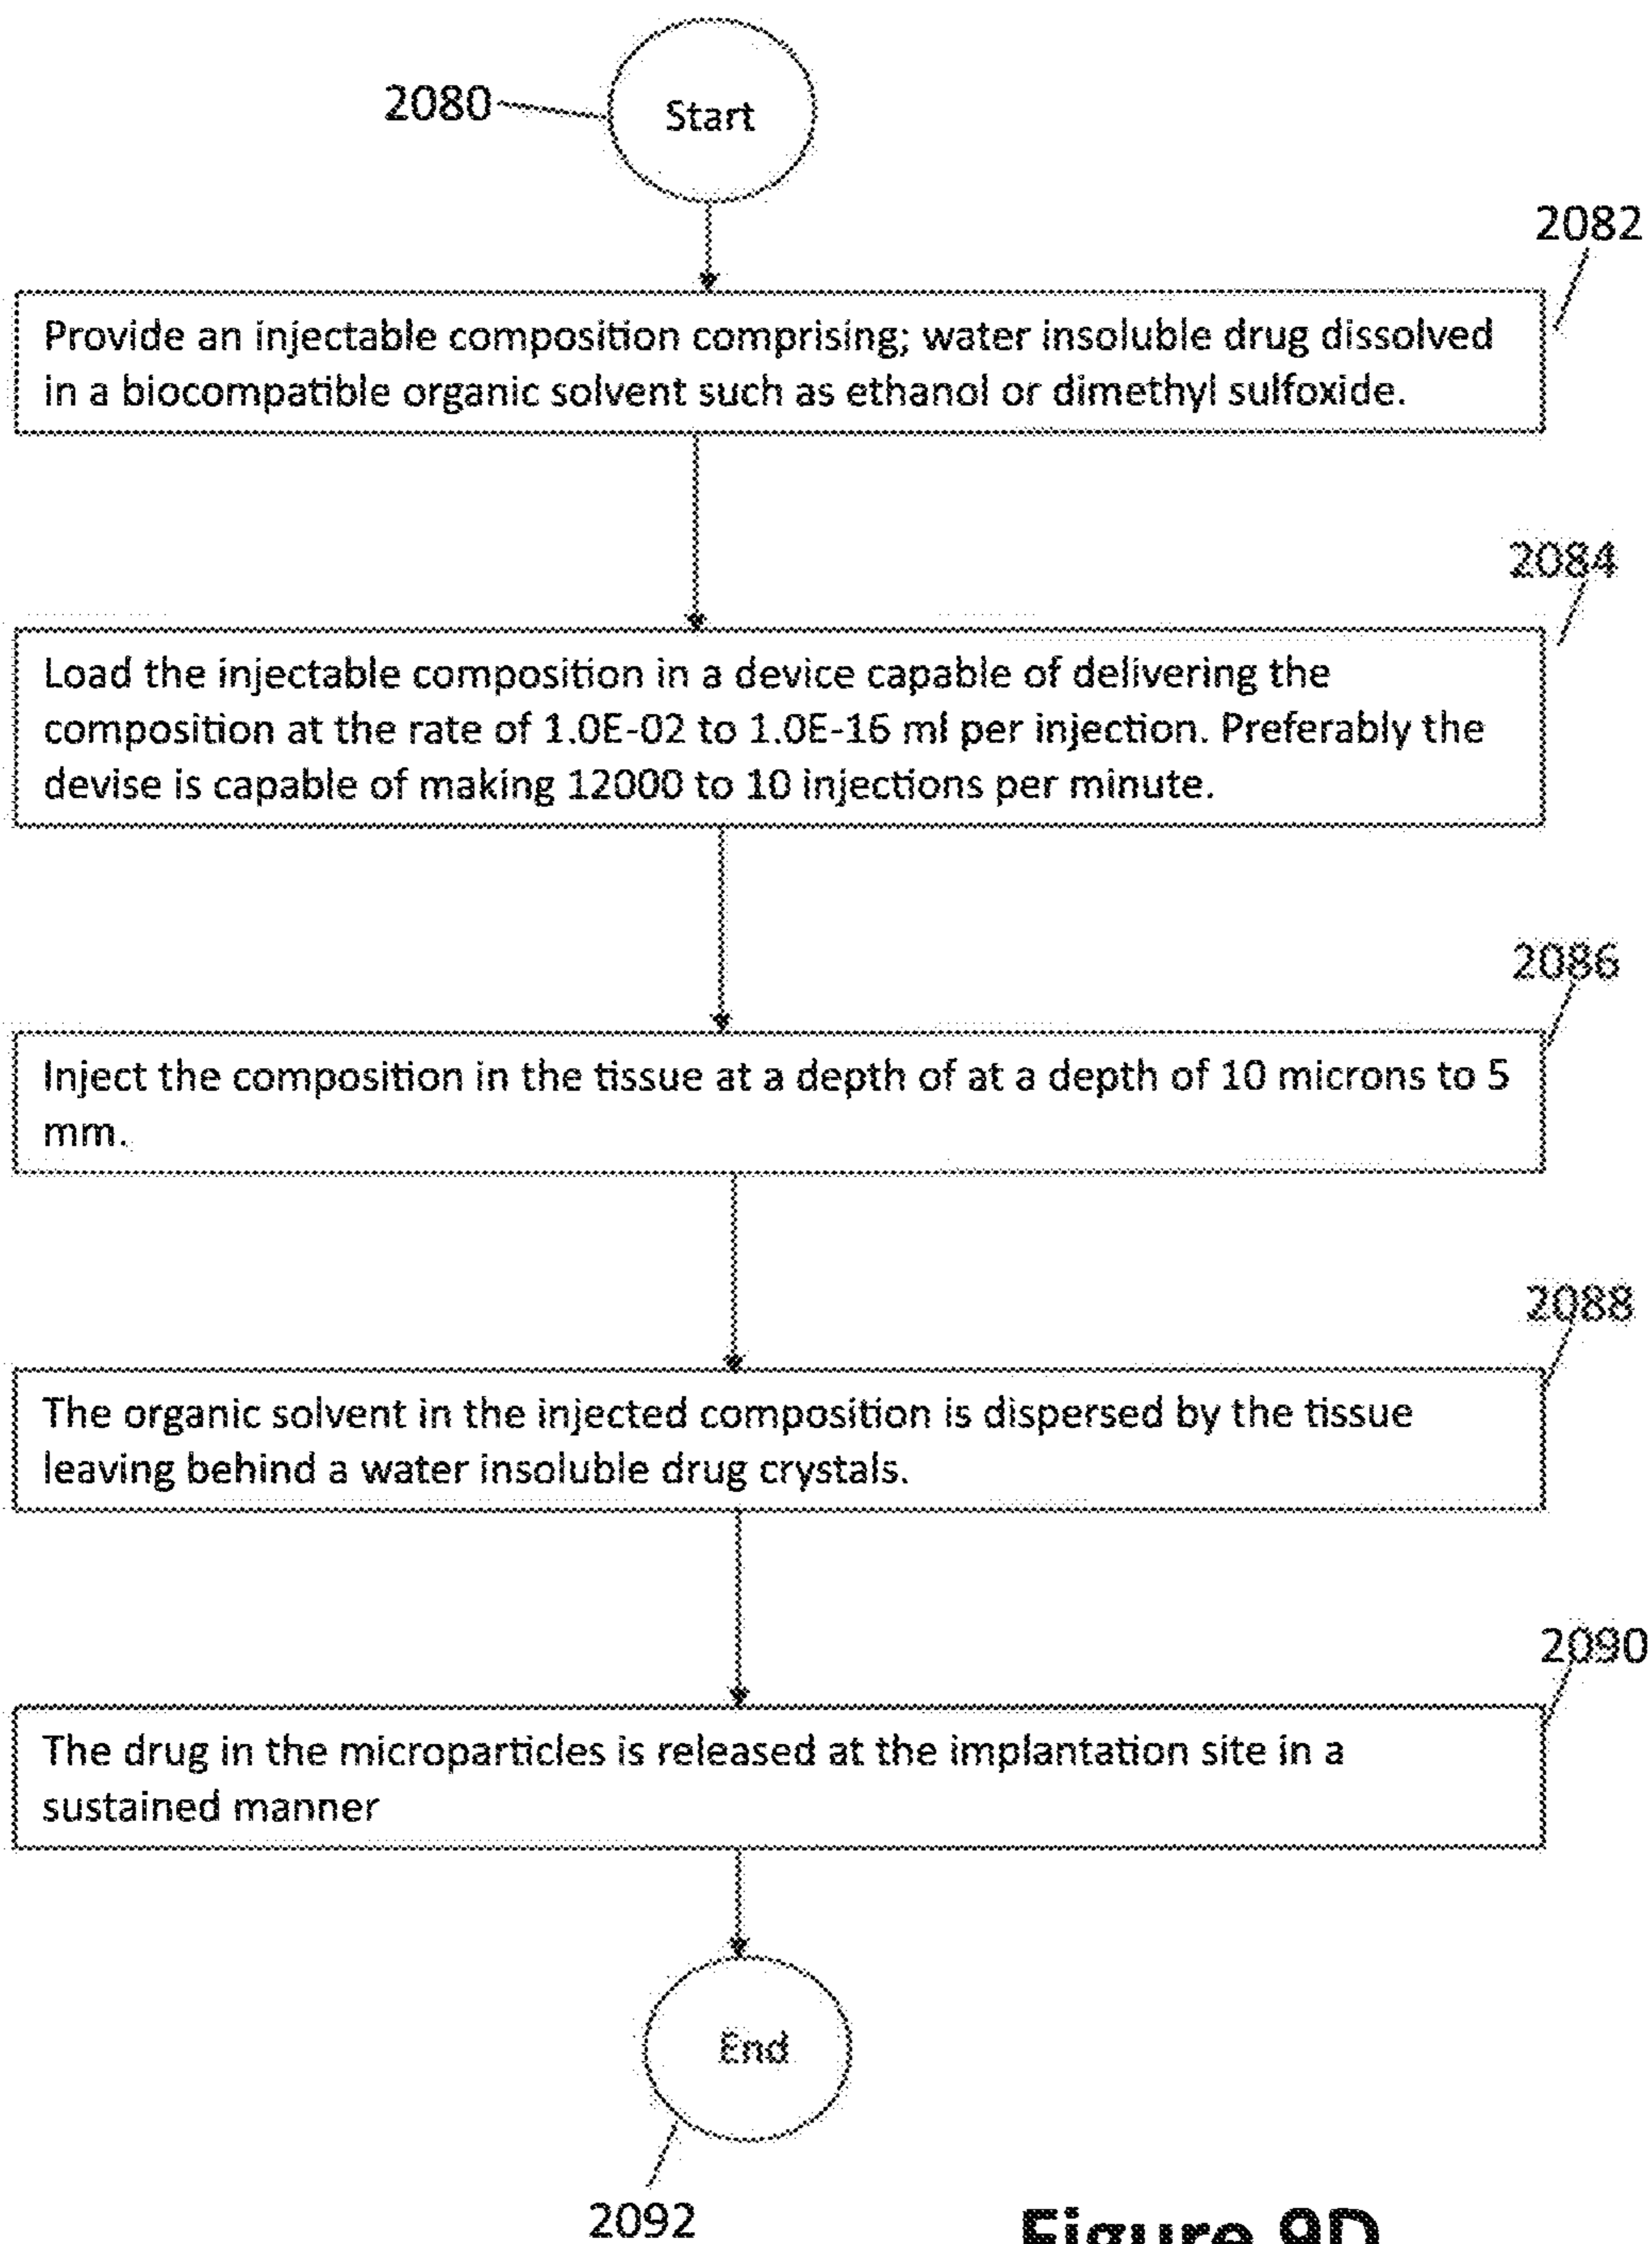 2080
Start
2082
Provide an injectable composition comprising; water insoluble drug dissolved
in a biocompatible organic solvent such as ethanol or dimethyl sulfoxide.
2084
Load the injectable composition in a device capable of delivering the
composition at the rate of 1.0E-02 to 1.0E-16 ml per injection. Preferably the
devise is capable of making 12000 to 10 injections per minute.
2086
Inject the composition in the tissue at a depth of at a depth of 10 microns to 5
mm.
2088
The organic solvent in the injected composition is dispersed by the tissue
leaving behind a water insoluble drug crystals.
2090
The drug in the microparticles is released at the implantation site in a
sustained manner
End
2092
Figure 9D